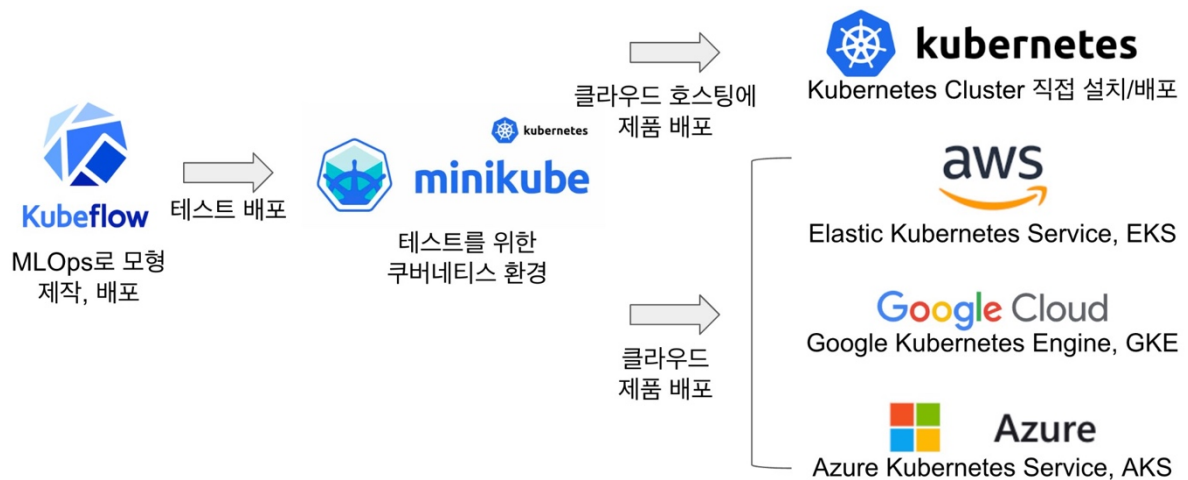 Kubeflow
MLOps로 모형
제작, 배포
테스트 배포
kubernetes
minikube
테스트를 위한
쿠버네티스 환경
클라우드 호스팅에
제품 배포
kubernetes
Kubernetes Cluster 직접 설치/배포
클라우드
제품 배포
aws
Elastic Kubernetes Service, EKS
Google Cloud
Google Kubernetes Engine, GKE
Azure
Azure Kubernetes Service, AKS